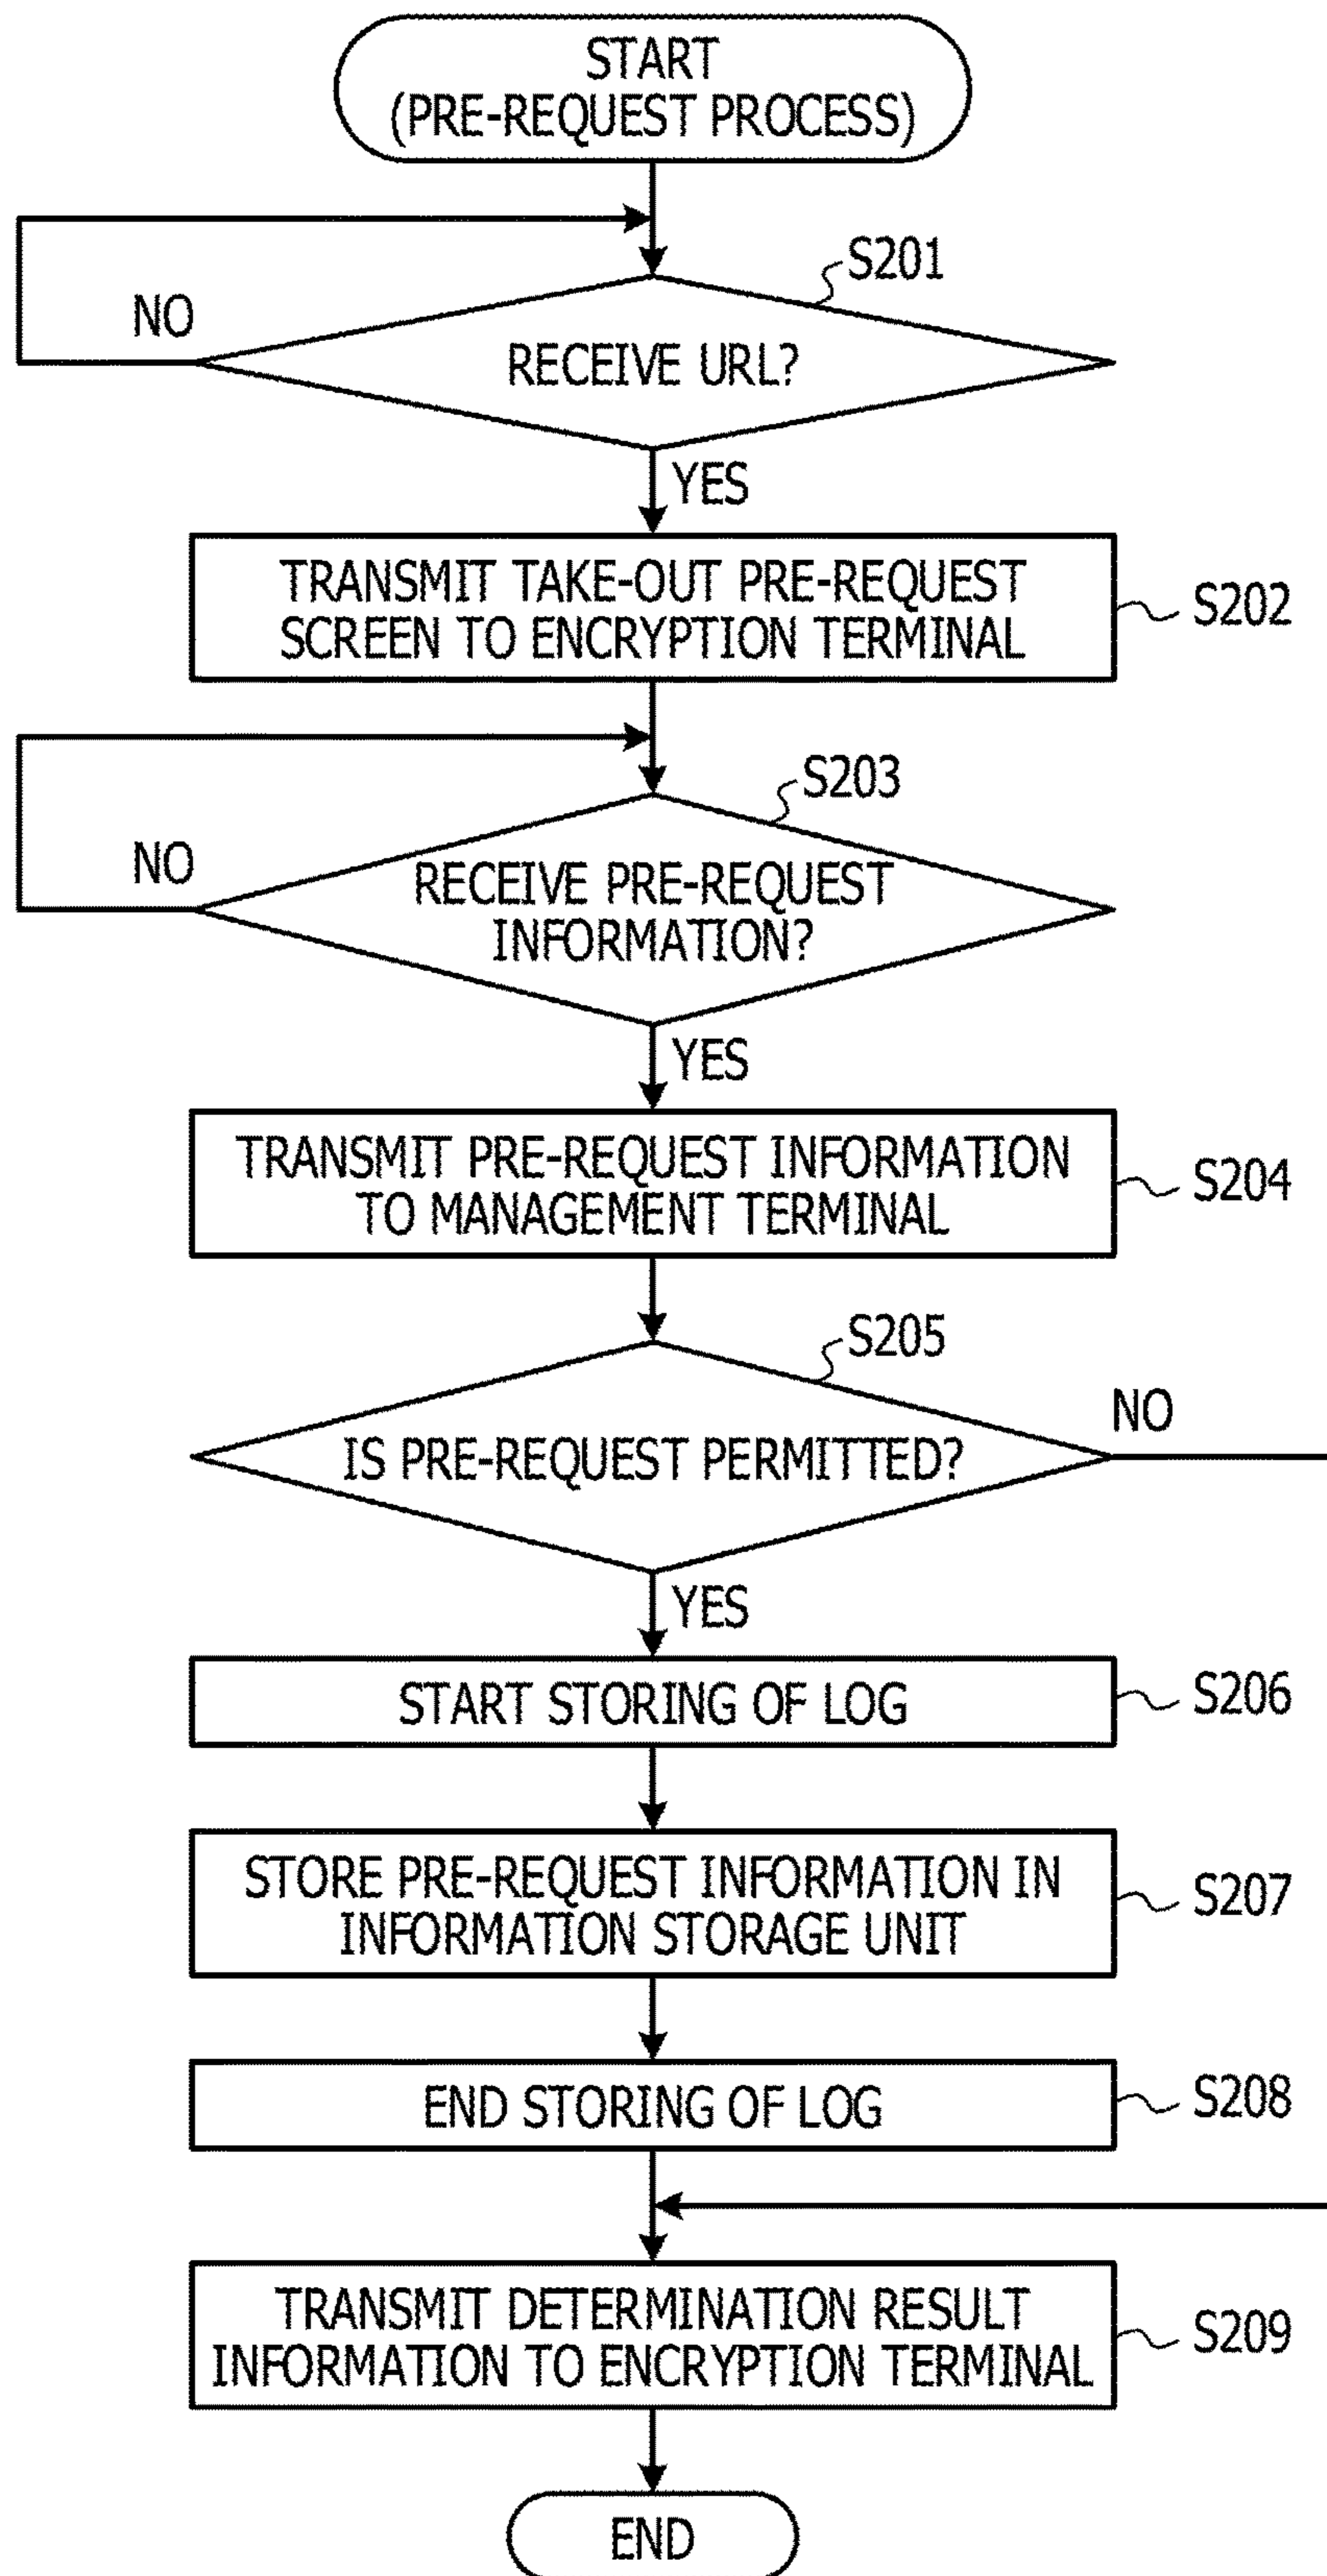 START
(PRE-REQUEST PROCESS)
S201
NO
RECEIVE URL?
YES
TRANSMIT TAKE-OUT PRE-REQUEST
SCREEN TO ENCRYPTION TERMINAL
S202
S203
NO
RECEIVE PRE-REQUEST
INFORMATION?
YES
TRANSMIT PRE-REQUEST INFORMATION
TO MANAGEMENT TERMINAL
S204
S205
NO
IS PRE-REQUEST PERMITTED?
YES
START STORING OF LOG
S206
STORE PRE-REQUEST INFORMATION IN
INFORMATION STORAGE UNIT
S207
END STORING OF LOG
S208
TRANSMIT DETERMINATION RESULT
INFORMATION TO ENCRYPTION TERMINAL
S209
END